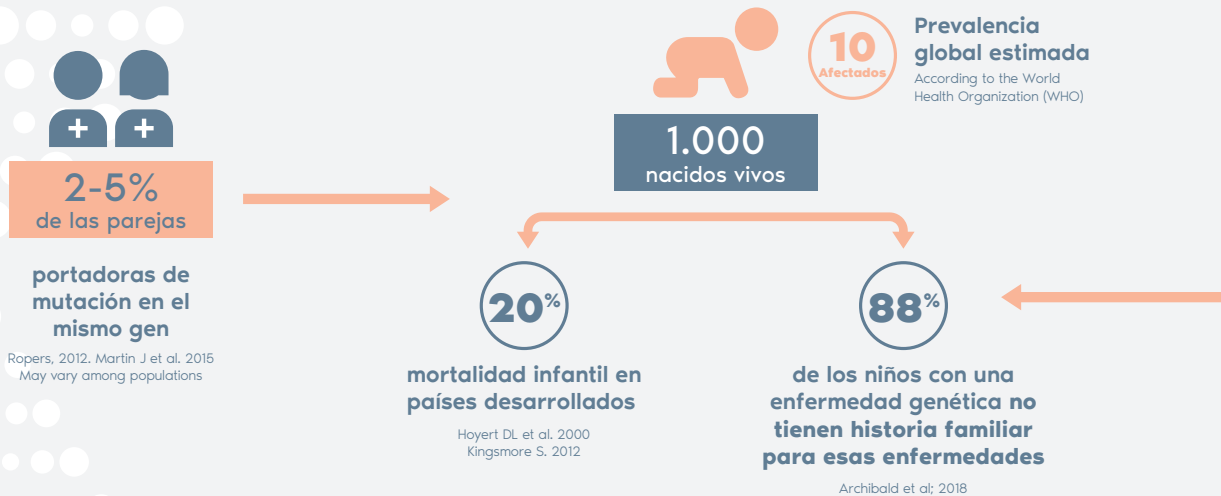 2-5%
de las parejas
portadoras de
mutación en el
mismo gen
Ropers, 2012. Martin J et al. 2015
May vary among populations
1.000
nacidos vivos
10
Afectados
Prevalencia
global estimada
According to the World
Health Organization (WHO)
20%
mortalidad infantil en
países desarrollados
Hoyert DL et al. 2000
Kingsmore S. 2012
88%
de los niños con una
enfermedad genética no
tienen historia familiar
para esas enfermedades
Archibald et al; 2018